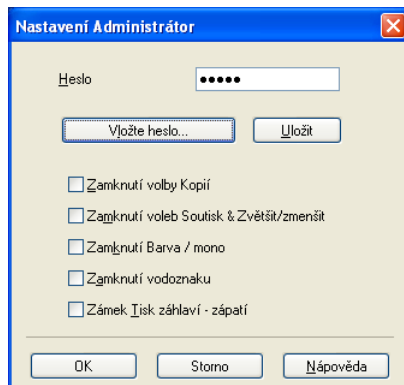 Nastavení Administrátor
Heslo •••••
Vložte heslo... Uložit
Zamknutí volby Kopií
Zamknutí voleb Soutisk & Zvětšit/zmenšit
Zamknutí Barva / mono
Zamknutí vodoznaku
Zámek Tisk záhlaví - zápatí
OK Storno Nápověda